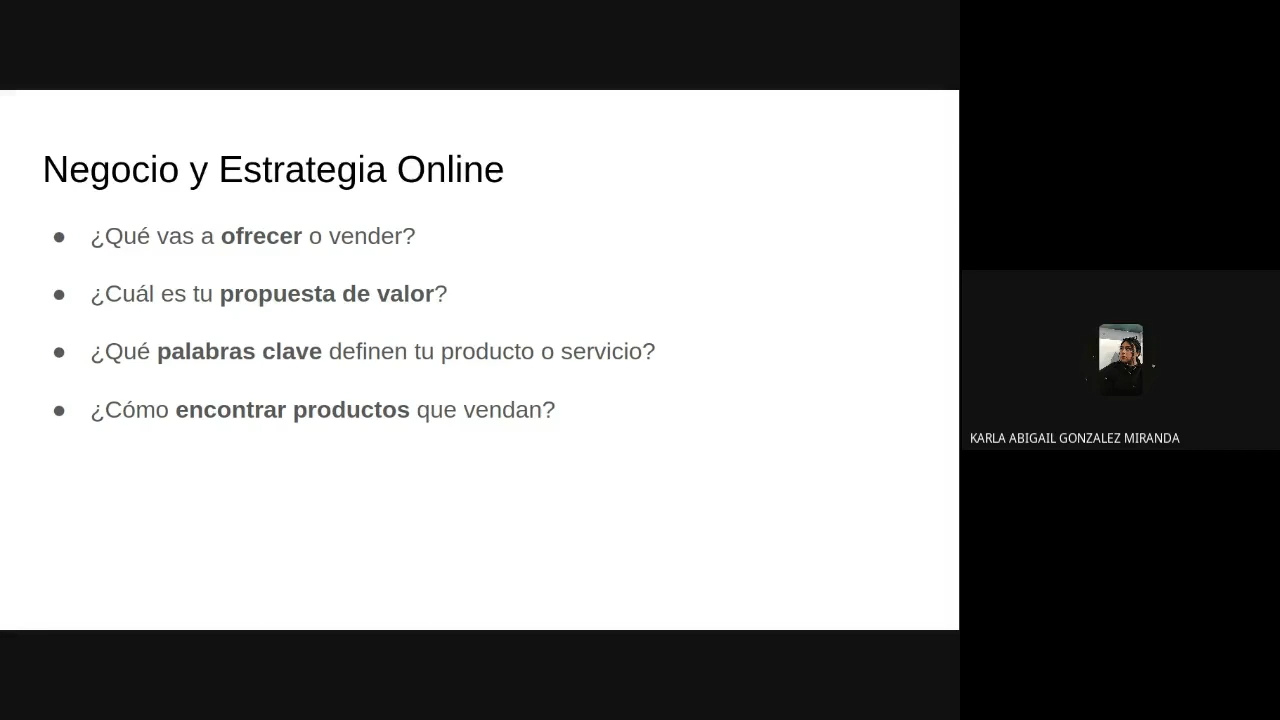 Negocio y Estrategia Online
● ¿Qué vas a ofrecer o vender?
● ¿Cuál es tu propuesta de valor?
● ¿Qué palabras clave definen tu producto o servicio?
● ¿Cómo encontrar productos que vendan?
KARLA ABIGAIL GONZALEZ MIRANDA